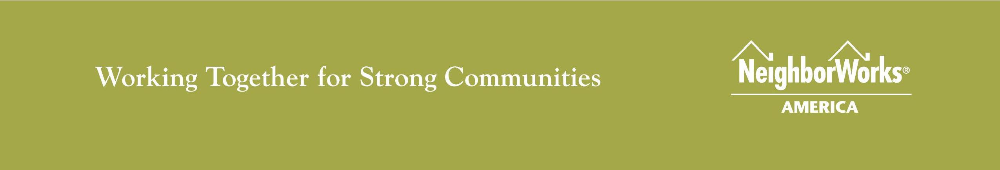 Working Together for Strong Communities
NeighborWorks®
AMERICA